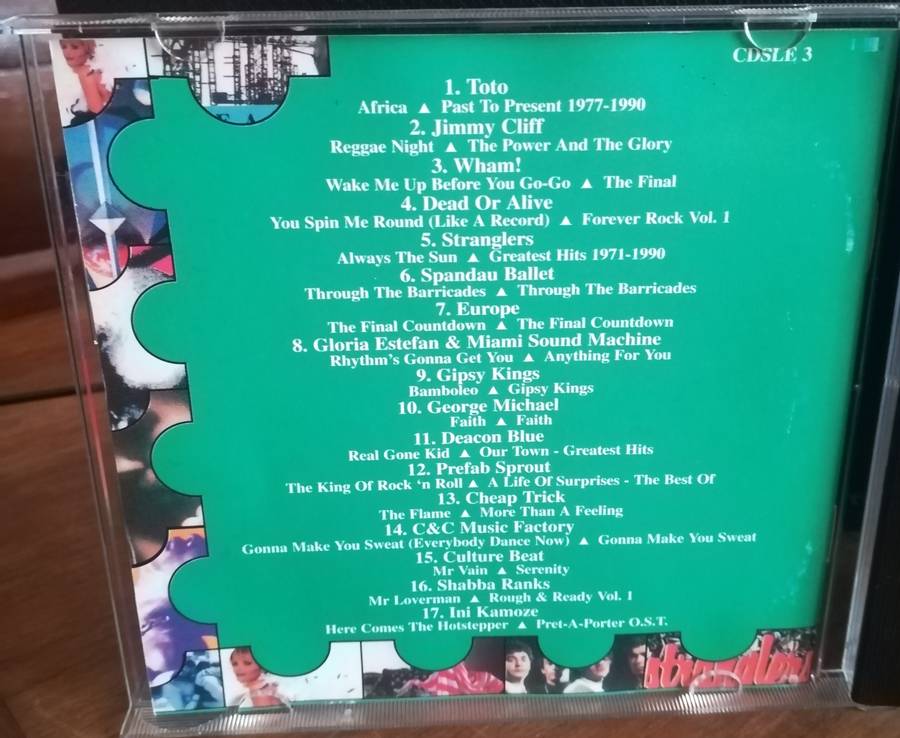 CDSLE 3
1. Toto
Africa ▲ Past To Present 1977-1990
2. Jimmy Cliff
Reggae Night ▲ The Power And The Glory
3. Wham!
Wake Me Up Before You Go-Go ▲ The Final
4. Dead Or Alive
You Spin Me Round (Like A Record) ▲ Forever Rock Vol. 1
5. Stranglers
Always The Sun ▲ Greatest Hits 1971-1990
6. Spandau Ballet
Through The Barricades ▲ Through The Barricades
7. Europe
The Final Countdown ▲ The Final Countdown
8. Gloria Estefan & Miami Sound Machine
Rhythm's Gonna Get You ▲ Anything For You
9. Gipsy Kings
Bamboleo ▲ Gipsy Kings
10. George Michael
Faith ▲ Faith
11. Deacon Blue
Real Gone Kid ▲ Our Town - Greatest Hits
12. Prefab Sprout
The King Of Rock 'n Roll ▲ A Life Of Surprises - The Best Of
13. Cheap Trick
The Flame ▲ More Than A Feeling
14. C&C Music Factory
Gonna Make You Sweat (Everybody Dance Now) ▲ Gonna Make You Sweat
15. Culture Beat
Mr Vain ▲ Serenity
16. Shabba Ranks
Mr Loverman ▲ Rough & Ready Vol. 1
17. Ini Kamoze
Here Comes The Hotstepper ▲ Pret-A-Porter O.S.T.
stranglers